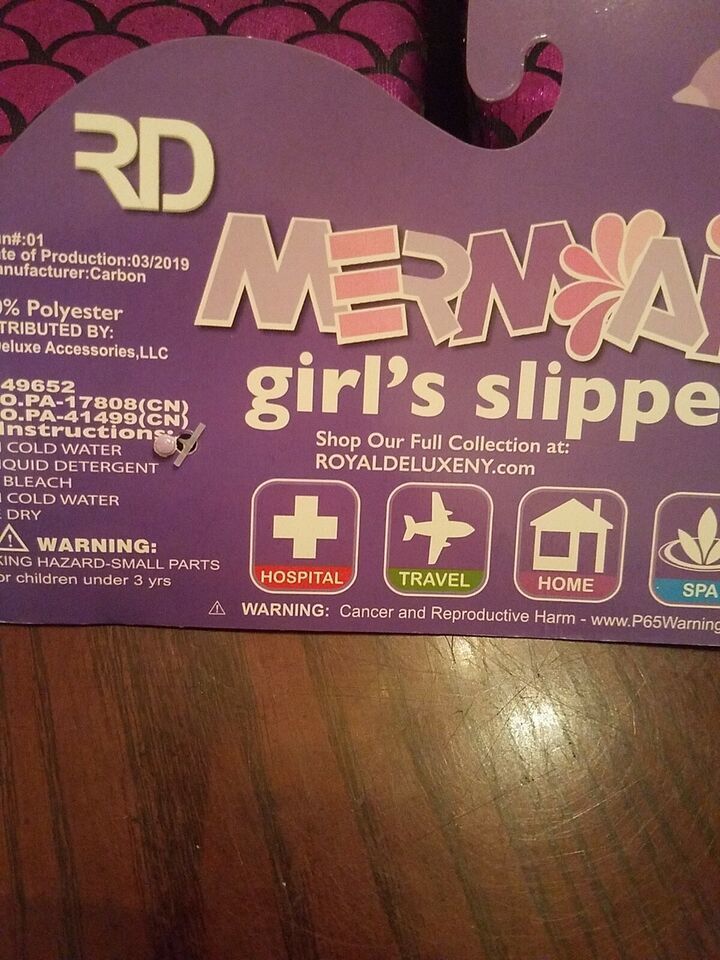 RD
n#:01
te of Production:03/2019
anufacturer:Carbon
0% Polyester
TRIBUTED BY:
eluxe Accessories,LLC
49652
O.PA-17808(CN)
O.PA-41499(CN)
Instructions:
COLD WATER
IQUID DETERGENT
BLEACH
COLD WATER
DRY
WARNING:
KING HAZARD-SMALL PARTS
or children under 3 yrs
MERMAi
girl's slippe
Shop Our Full Collection at:
ROYALDELUXENY.com
HOSPITAL
TRAVEL
HOME
SPA
WARNING: Cancer and Reproductive Harm - www.P65Warning